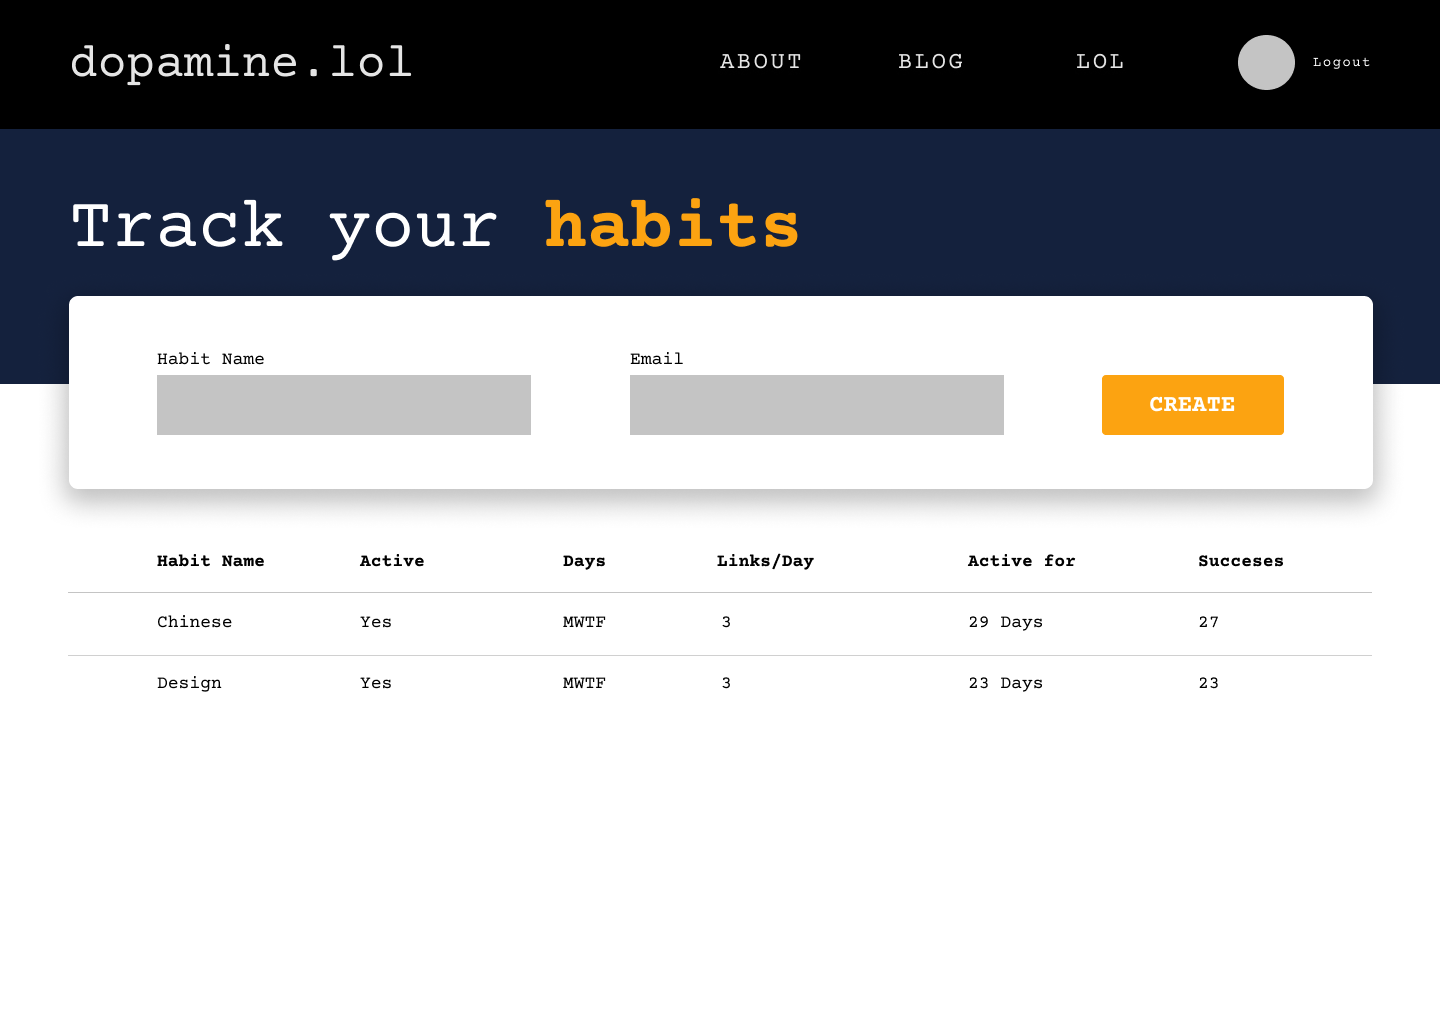 dopamine.lol ABOUT BLOG LOL Logout
Track your habits
Habit Name Email
CREATE
Habit Name Active Days Links/Day Active for Succeses
Chinese Yes MWTF 3 29 Days 27
Design Yes MWTF 3 23 Days 23